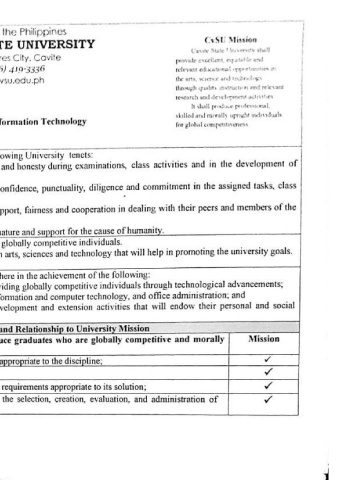 the Philippines
TE UNIVERSITY
res City, Cavite
6) 419-3336
vsu.edu.ph
CvSU Mission
Cavite State University shall
provide excellent, equitable and
relevant educational opportunities in
the arts, science and technology
through quality instruction and relevant
research and development activities
It shall produce professional,
skilled and morally upright individuals
for global competitiveness
formation Technology
owing University tenets:
and honesty during examinations, class activities and in the development of
onfidence, punctuality, diligence and commitment in the assigned tasks, class
pport, fairness and cooperation in dealing with their peers and members of the
nature and support for the cause of humanity.
globally competitive individuals.
n arts, sciences and technology that will help in promoting the university goals.
here in the achievement of the following:
iding globally competitive individuals through technological advancements;
formation and computer technology, and office administration; and
velopment and extension activities that will endow their personal and social
and Relationship to University Mission
uce graduates who are globally competitive and morally Mission
appropriate to the discipline; ✓
✓
requirements appropriate to its solution; ✓
the selection, creation, evaluation, and administration of ✓